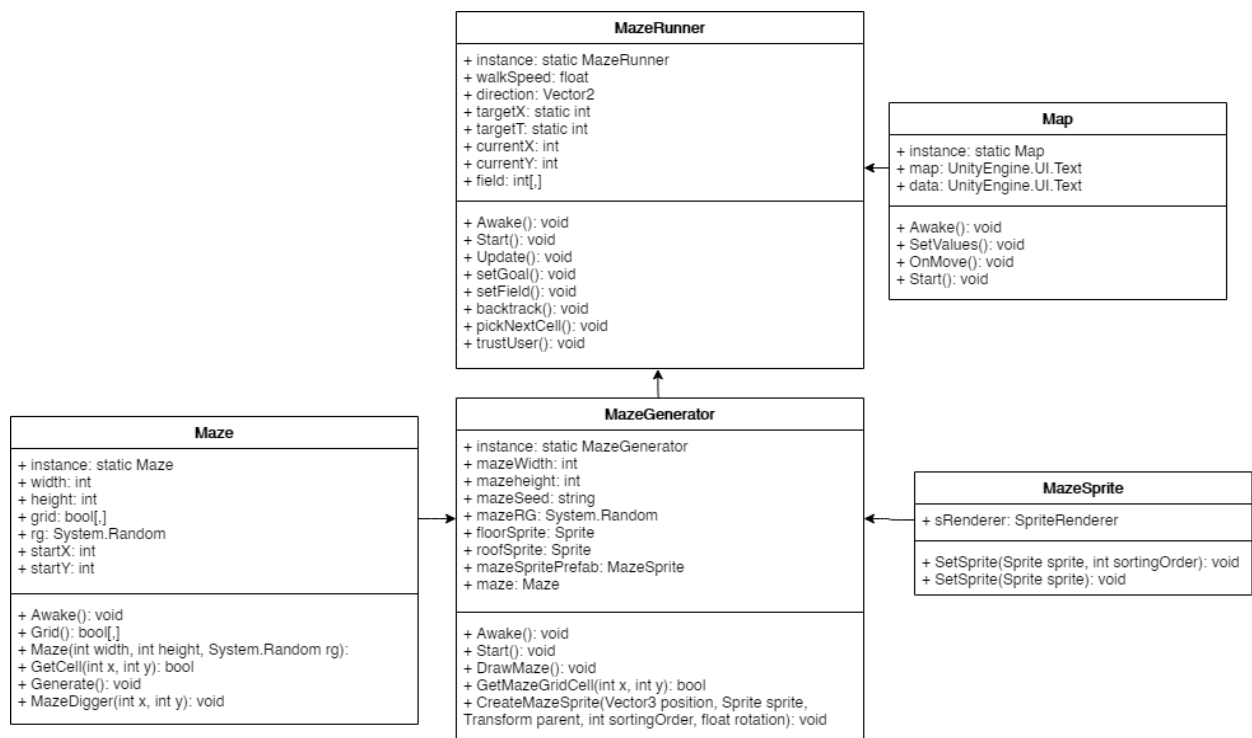 MazeRunner
+ instance: static MazeRunner
+ walkSpeed: float
+ direction: Vector2
+ targetX: static int
+ targetT: static int
+ currentX: int
+ currentY: int
+ field: int[,]
+ Awake(): void
+ Start(): void
+ Update(): void
+ setGoal(): void
+ setField(): void
+ backtrack(): void
+ pickNextCell(): void
+ trustUser(): void
Map
+ instance: static Map
+ map: UnityEngine.UI.Text
+ data: UnityEngine.UI.Text
+ Awake(): void
+ SetValues(): void
+ OnMove(): void
+ Start(): void
Maze
+ instance: static Maze
+ width: int
+ height: int
+ grid: bool[,]
+ rg: System.Random
+ startX: int
+ startY: int
+ Awake(): void
+ Grid(): bool[,]
+ Maze(int width, int height, System.Random rg):
+ GetCell(int x, int y): bool
+ Generate(): void
+ MazeDigger(int x, int y): void
MazeGenerator
+ instance: static MazeGenerator
+ mazeWidth: int
+ mazeheight: int
+ mazeSeed: string
+ mazeRG: System.Random
+ floorSprite: Sprite
+ roofSprite: Sprite
+ mazeSpritePrefab: MazeSprite
+ maze: Maze
+ Awake(): void
+ Start(): void
+ DrawMaze(): void
+ GetMazeGridCell(int x, int y): bool
+ CreateMazeSprite(Vector3 position, Sprite sprite,
Transform parent, int sortingOrder, float rotation): void
MazeSprite
+ sRenderer: SpriteRenderer
+ SetSprite(Sprite sprite, int sortingOrder): void
+ SetSprite(Sprite sprite): void